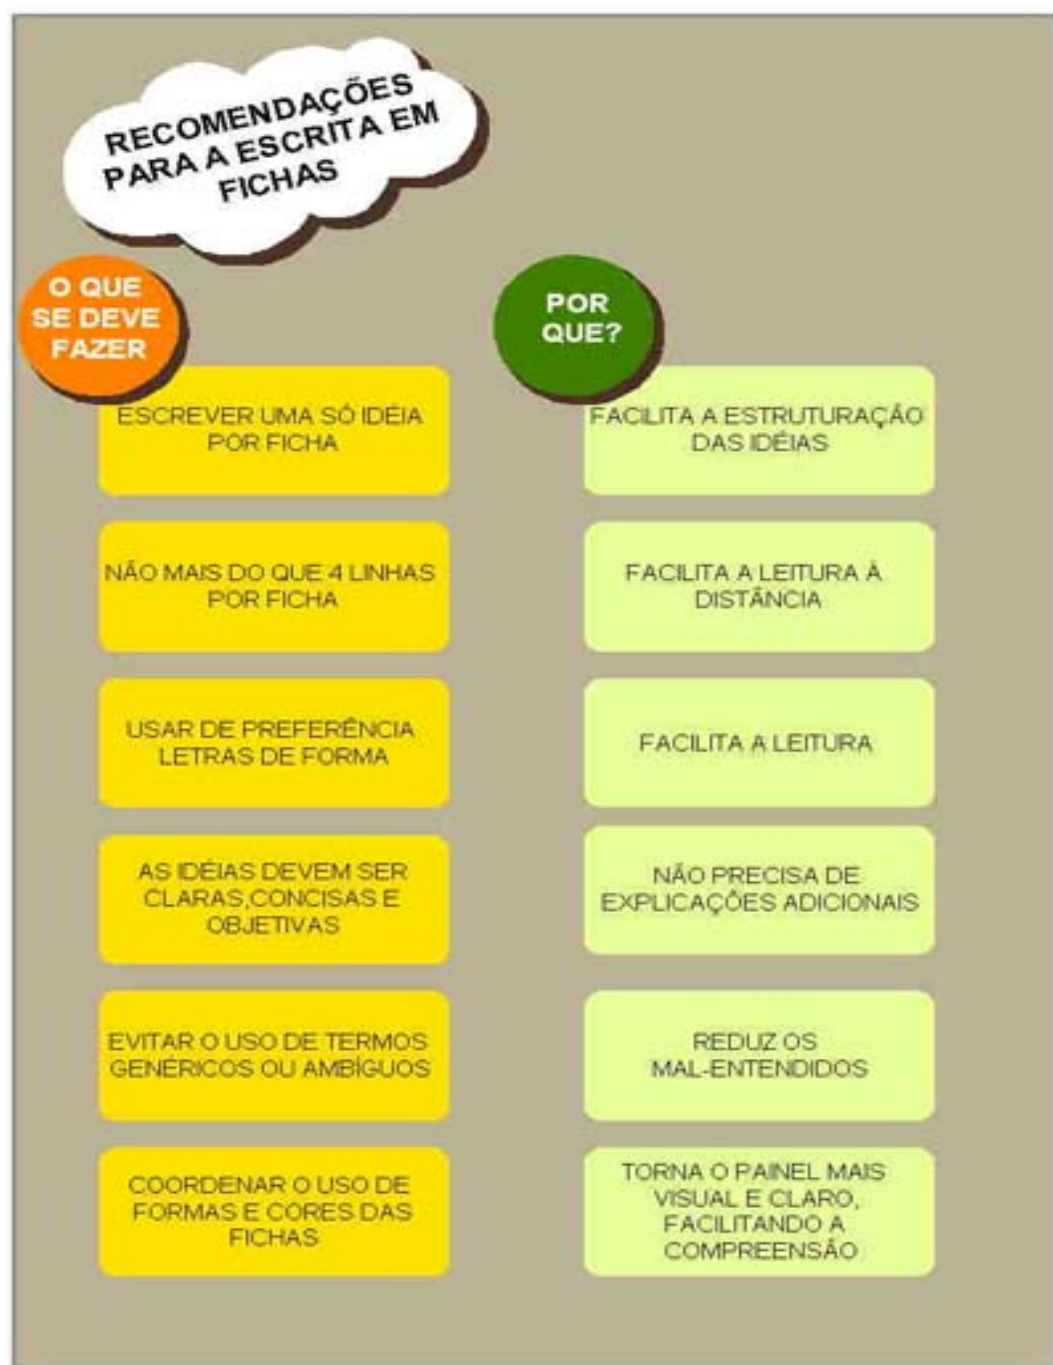 RECOMENDAÇÕES
PARA A ESCRITA EM
FICHAS
O QUE
SE DEVE
FAZER
POR
QUE?
ESCREVER UMA SÓ IDÉIA
POR FICHA
FACILITA A ESTRUTURAÇÃO
DAS IDÉIAS
NÃO MAIS DO QUE 4 LINHAS
POR FICHA
FACILITA A LEITURA À
DISTÂNCIA
USAR DE PREFERÊNCIA
LETRAS DE FORMA
FACILITA A LEITURA
AS IDÉIAS DEVEM SER
CLARAS,CONCISAS E
OBJETIVAS
NÃO PRECISA DE
EXPLICAÇÕES ADICIONAIS
EVITAR O USO DE TERMOS
GENÉRICOS OU AMBÍGUOS
REDUZ OS
MAL-ENTENDIDOS
COORDENAR O USO DE
FORMAS E CORES DAS
FICHAS
TORNA O PAINEL MAIS
VISUAL E CLARO,
FACILITANDO A
COMPREENSÃO